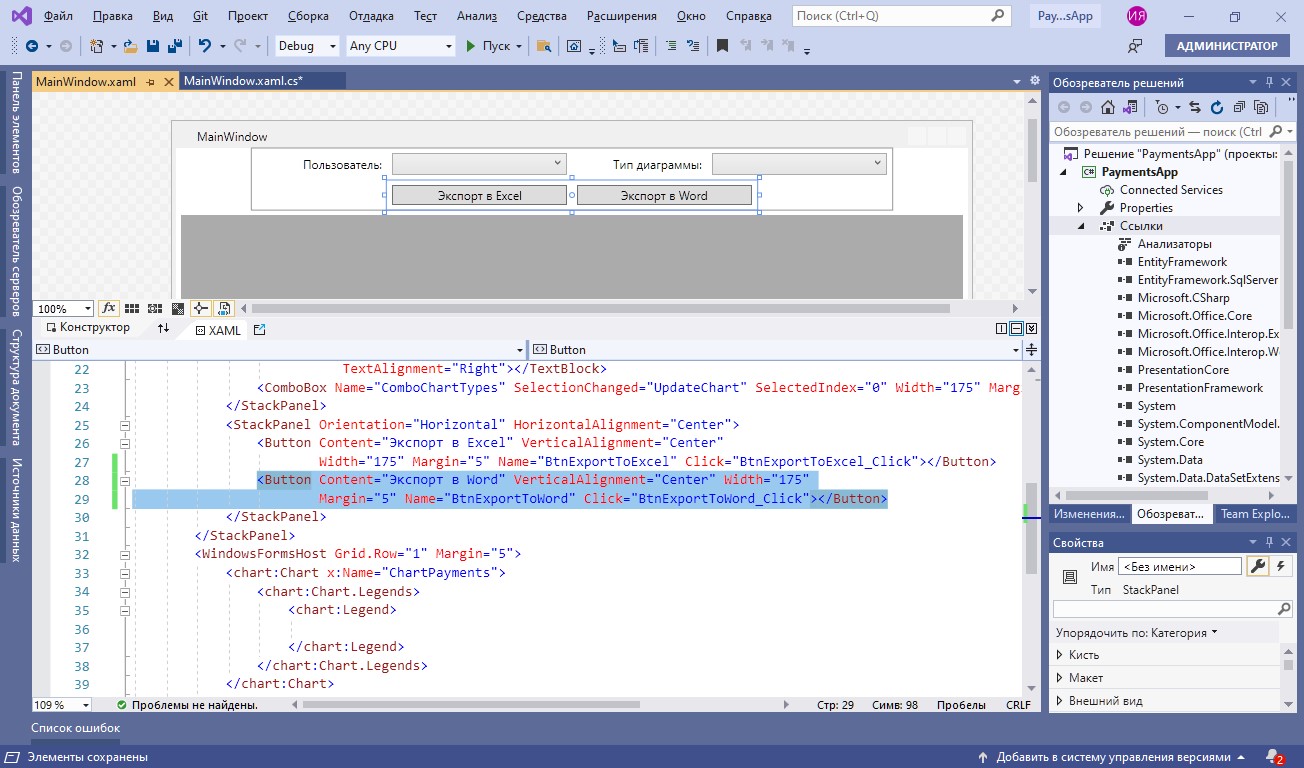 Файл Правка Вид Git Проект Сборка Отладка Тест Анализ Средства Расширения Окно Справка Поиск (Ctrl+Q) Pay...sApp ИЯ
Debug Any CPU Пуск АДМИНИСТРАТОР
Панель элементов
Обозреватель серверов
Структура документа
Источники данных
MainWindow.xaml MainWindow.xaml.cs*
MainWindow
Пользователь: Тип диаграммы:
Экспорт в Excel Экспорт в Word
100% fx
Конструктор XAML
Button Button
22 TextAlignment="Right"></TextBlock>
23 <ComboBox Name="ComboChartTypes" SelectionChanged="UpdateChart" SelectedIndex="0" Width="175" Marg
24 </StackPanel>
25 <StackPanel Orientation="Horizontal" HorizontalAlignment="Center">
26 <Button Content="Экспорт в Excel" VerticalAlignment="Center"
27 Width="175" Margin="5" Name="BtnExportToExcel" Click="BtnExportToExcel_Click"></Button>
28 <Button Content="Экспорт в Word" VerticalAlignment="Center" Width="175"
29 Margin="5" Name="BtnExportToWord" Click="BtnExportToWord_Click"></Button>
30 </StackPanel>
31 </StackPanel>
32 <WindowsFormsHost Grid.Row="1" Margin="5">
33 <chart:Chart x:Name="ChartPayments">
34 <chart:Chart.Legends>
35 <chart:Legend>
36
37 </chart:Legend>
38 </chart:Chart.Legends>
39 </chart:Chart>
109 % Проблемы не найдены. Стр: 29 Симв: 98 Пробелы CRLF
Обозреватель решений
Обозреватель решений — поиск (Ctrl
Решение "PaymentsApp" (проекты:
PaymentsApp
Connected Services
Properties
Ссылки
Анализаторы
EntityFramework
EntityFramework.SqlServer
Microsoft.CSharp
Microsoft.Office.Core
Microsoft.Office.Interop.Ex
Microsoft.Office.Interop.W
PresentationCore
PresentationFramework
System
System.ComponentModel.
System.Core
System.Data
System.Data.DataSetExtens
Изменения... Обозреват... Team Explo...
Свойства
Имя <Без имени>
Тип StackPanel
Упорядочить по: Категория
Кисть
Макет
Внешний вид
Список ошибок
Элементы сохранены Добавить в систему управления версиями 2